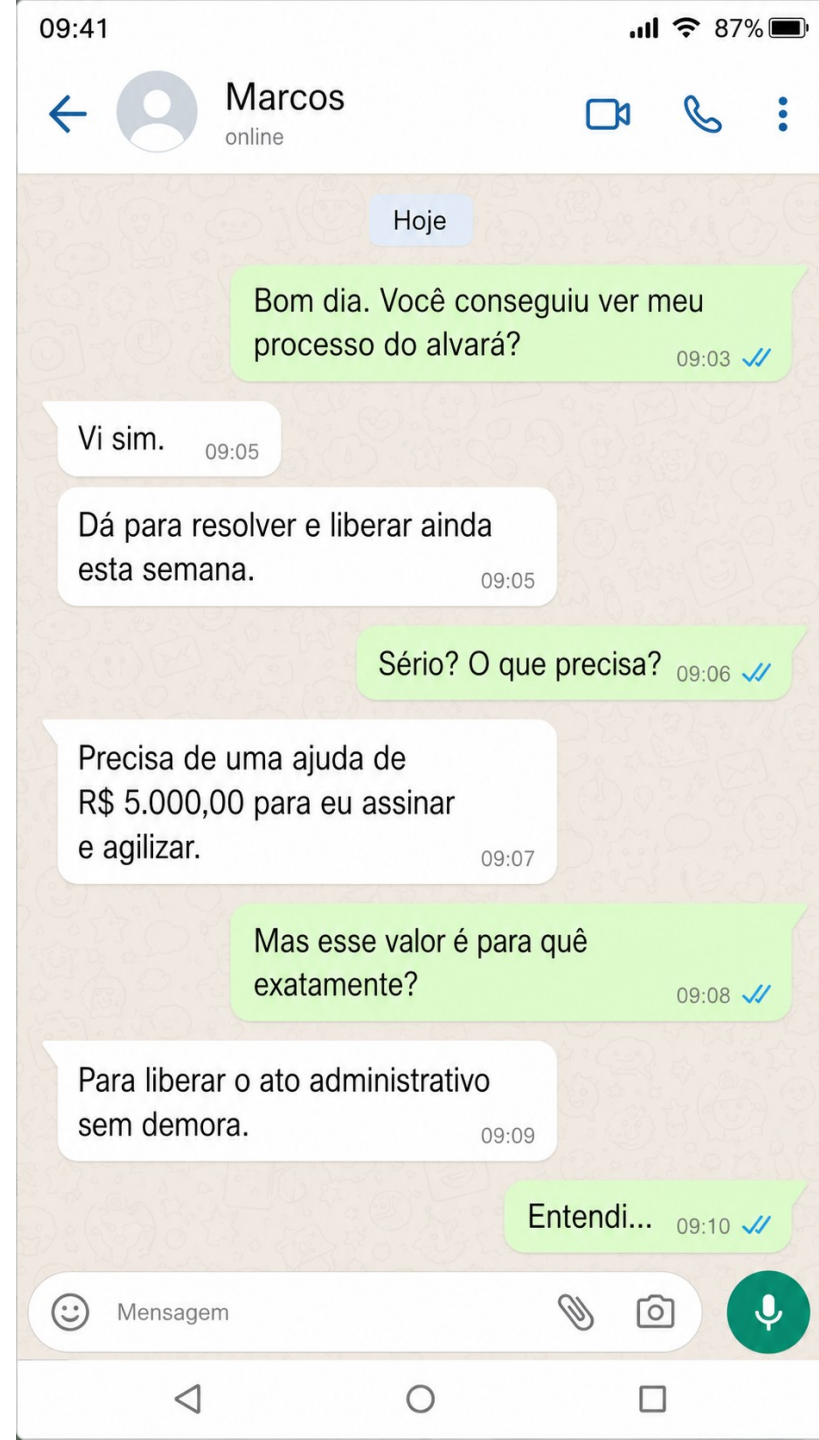 09:41
87%
Marcos
online
Hoje
Bom dia. Você conseguiu ver meu
processo do alvará?
09:03
Vi sim.
09:05
Dá para resolver e liberar ainda
esta semana.
09:05
Sério? O que precisa?
09:06
Precisa de uma ajuda de
R$ 5.000,00 para eu assinar
e agilizar.
09:07
Mas esse valor é para quê
exatamente?
09:08
Para liberar o ato administrativo
sem demora.
09:09
Entendi...
09:10
Mensagem